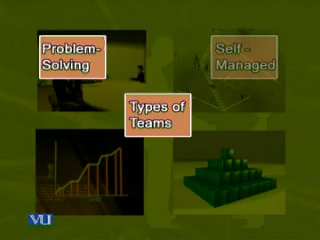 Problem-
Solving
Self -
Managed
Types of
Teams
VU